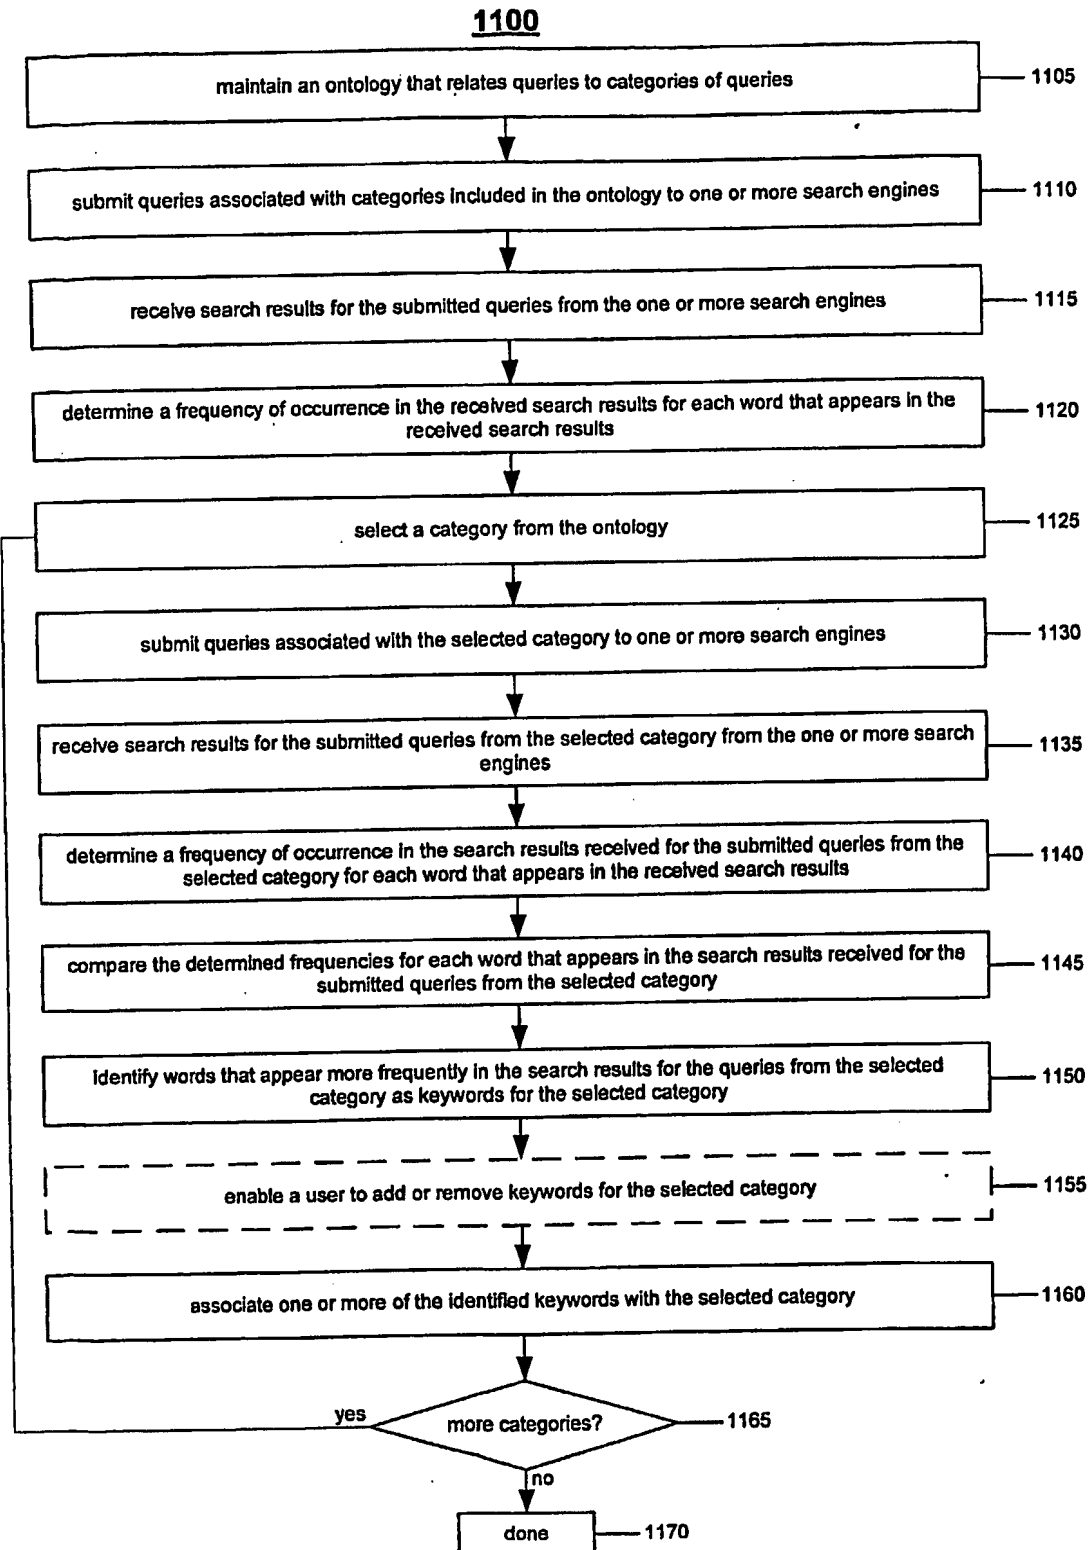 1100
maintain an ontology that relates queries to categories of queries
1105
submit queries associated with categories included in the ontology to one or more search engines
1110
receive search results for the submitted queries from the one or more search engines
1115
determine a frequency of occurrence in the received search results for each word that appears in the
received search results
1120
select a category from the ontology
1125
submit queries associated with the selected category to one or more search engines
1130
receive search results for the submitted queries from the selected category from the one or more search
engines
1135
determine a frequency of occurrence in the search results received for the submitted queries from the
selected category for each word that appears in the received search results
1140
compare the determined frequencies for each word that appears in the search results received for the
submitted queries from the selected category
1145
identify words that appear more frequently in the search results for the queries from the selected
category as keywords for the selected category
1150
enable a user to add or remove keywords for the selected category
1155
associate one or more of the identified keywords with the selected category
1160
yes
more categories?
1165
no
done
1170